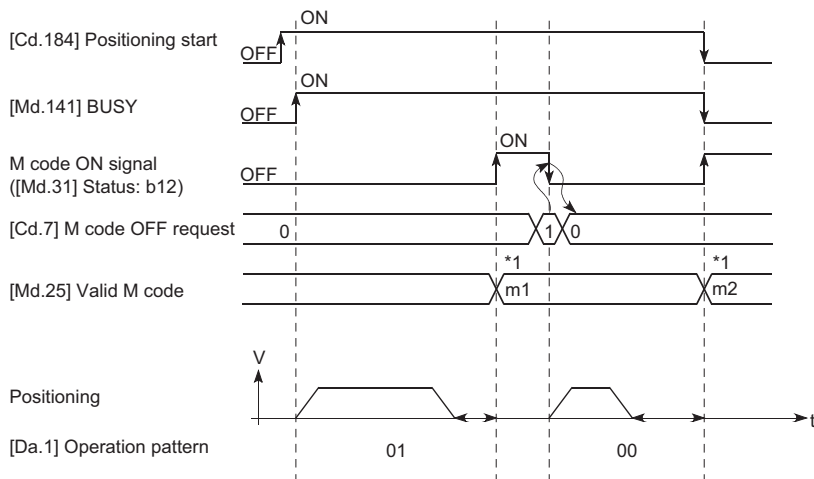 ON
[Cd.184] Positioning start
OFF
ON
[Md.141] BUSY
OFF
ON
M code ON signal
([Md.31] Status: b12)
OFF
[Cd.7] M code OFF request 0 1 0
*1 *1
[Md.25] Valid M code m1 m2
V
Positioning
t
[Da.1] Operation pattern 01 00